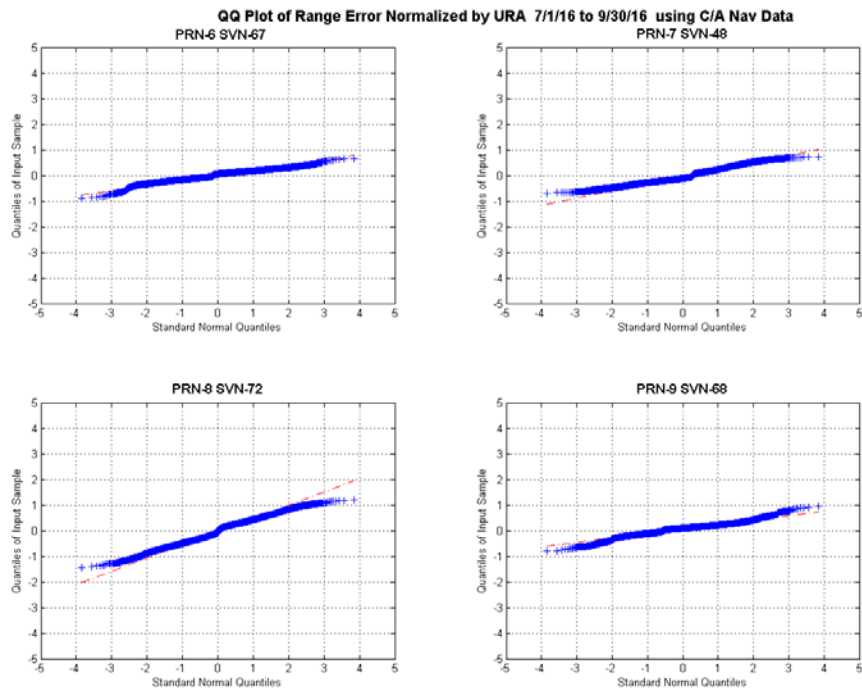 QQ Plot of Range Error Normalized by URA 7/1/16 to 9/30/16 using C/A Nav Data
PRN-6 SVN-67
5
4
3
2
1
0
-1
-2
-3
-4
-5
Quantiles of Input Sample
-5 -4 -3 -2 -1 0 1 2 3 4 5
Standard Normal Quantiles
PRN-7 SVN-48
5
4
3
2
1
0
-1
-2
-3
-4
-5
Quantiles of Input Sample
-5 -4 -3 -2 -1 0 1 2 3 4 5
Standard Normal Quantiles
PRN-8 SVN-72
5
4
3
2
1
0
-1
-2
-3
-4
-5
Quantiles of Input Sample
-5 -4 -3 -2 -1 0 1 2 3 4 5
Standard Normal Quantiles
PRN-9 SVN-68
5
4
3
2
1
0
-1
-2
-3
-4
-5
Quantiles of Input Sample
-5 -4 -3 -2 -1 0 1 2 3 4 5
Standard Normal Quantiles